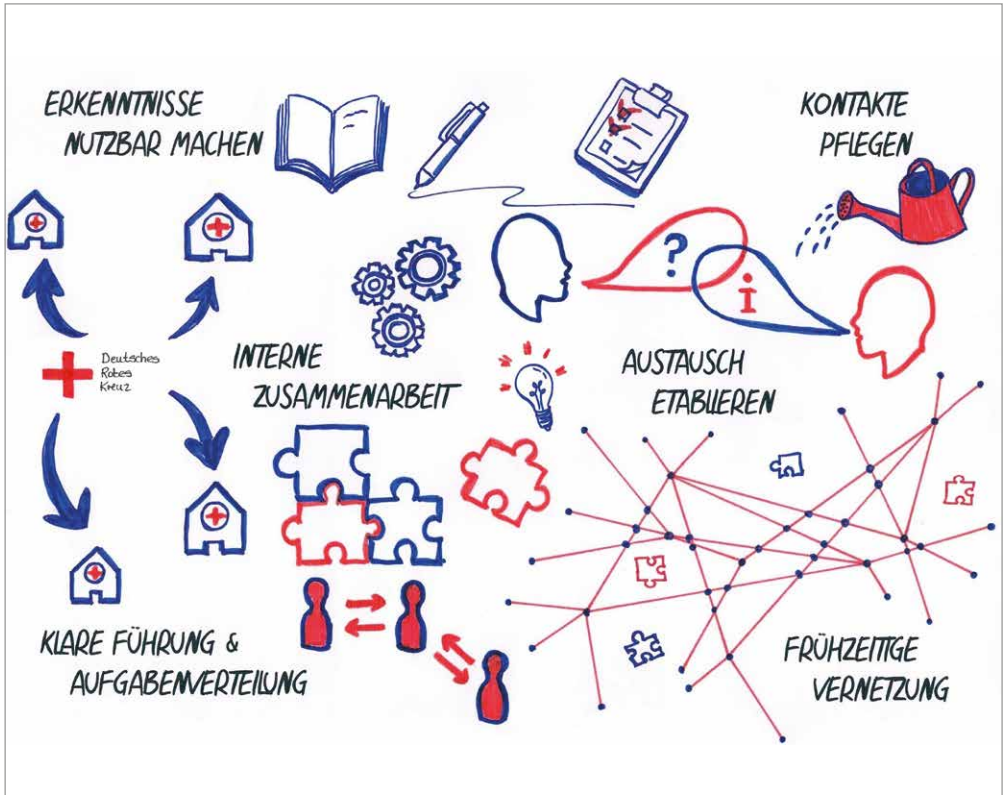 ERKENNTNISSE
NUTZBAR MACHEN
KONTAKTE
PFLEGEN
?
i
Deutsches
Rotes
Kreuz
INTERNE
ZUSAMMENARBEIT
AUSTAUSCH
ETABLIEREN
KLARE FÜHRUNG &
AUFGABENVERTEILUNG
FRÜHZEITIGE
VERNETZUNG